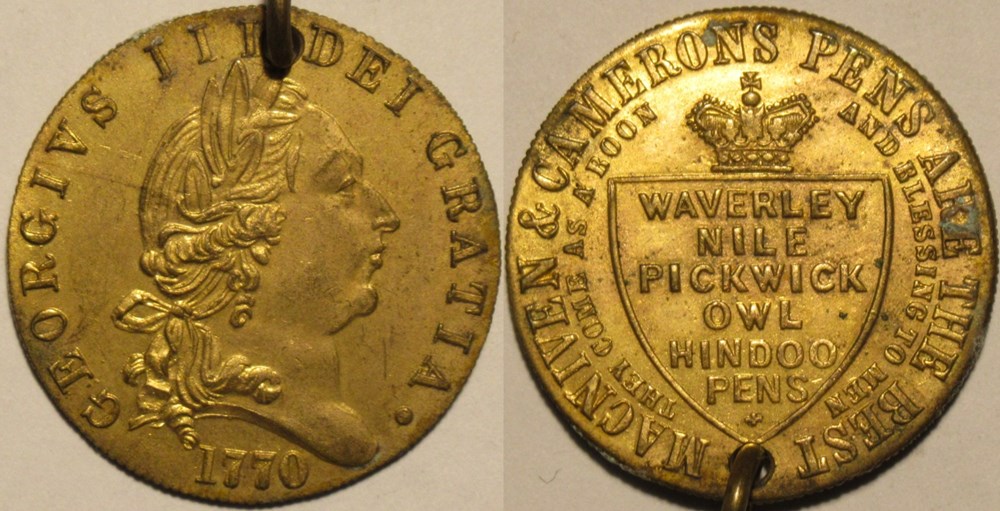 GEORGIVS III DEI GRATIA.
1770
MACNIVEN & CAMERONS PENS ARE THE BEST
THEY COME AS A BOON AND BLESSING TO MEN
WAVERLEY
NILE
PICKWICK
OWL
HINDOO
PENS